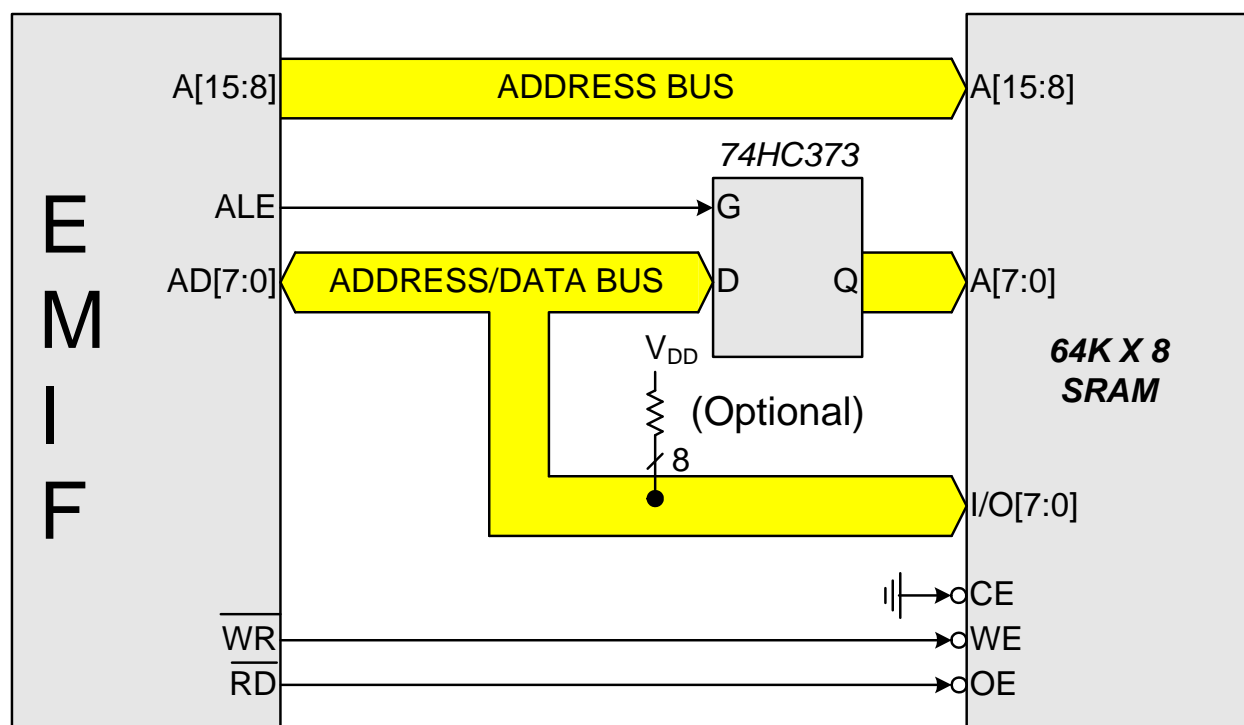 A[15:8]
ADDRESS BUS
A[15:8]
74HC373
ALE
G
E
M
I
F
AD[7:0]
ADDRESS/DATA BUS
D
Q
A[7:0]
VDD
(Optional)
64K X 8
SRAM
8
I/O[7:0]
CE
WR
WE
RD
OE